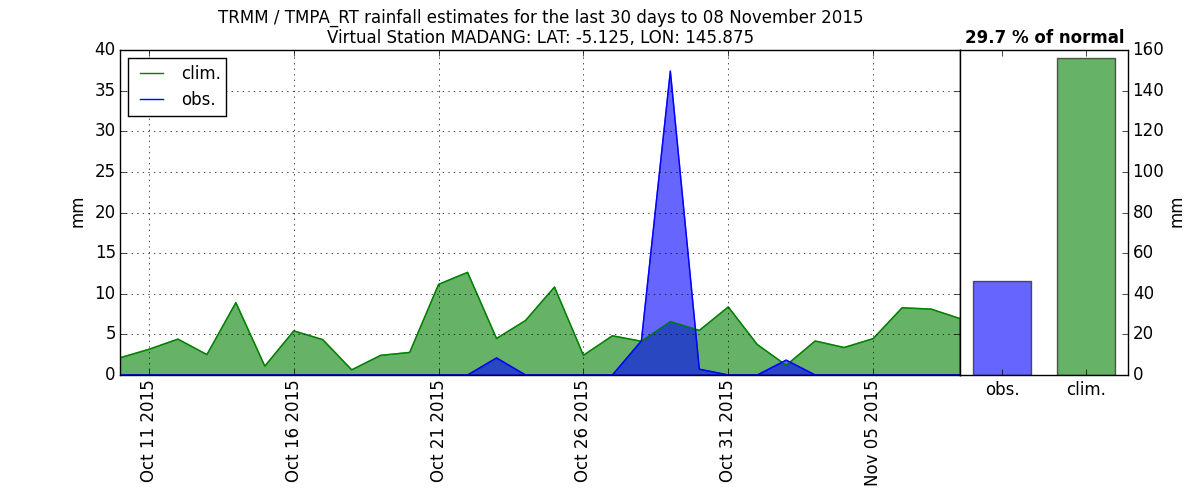 TRMM / TMPA_RT rainfall estimates for the last 30 days to 08 November 2015
Virtual Station MADANG: LAT: -5.125, LON: 145.875
29.7 % of normal
clim.
obs.
40
35
30
25
20
15
10
5
0
mm
Oct 11 2015
Oct 16 2015
Oct 21 2015
Oct 26 2015
Oct 31 2015
Nov 05 2015
160
140
120
100
80
60
40
20
0
mm
obs.
clim.